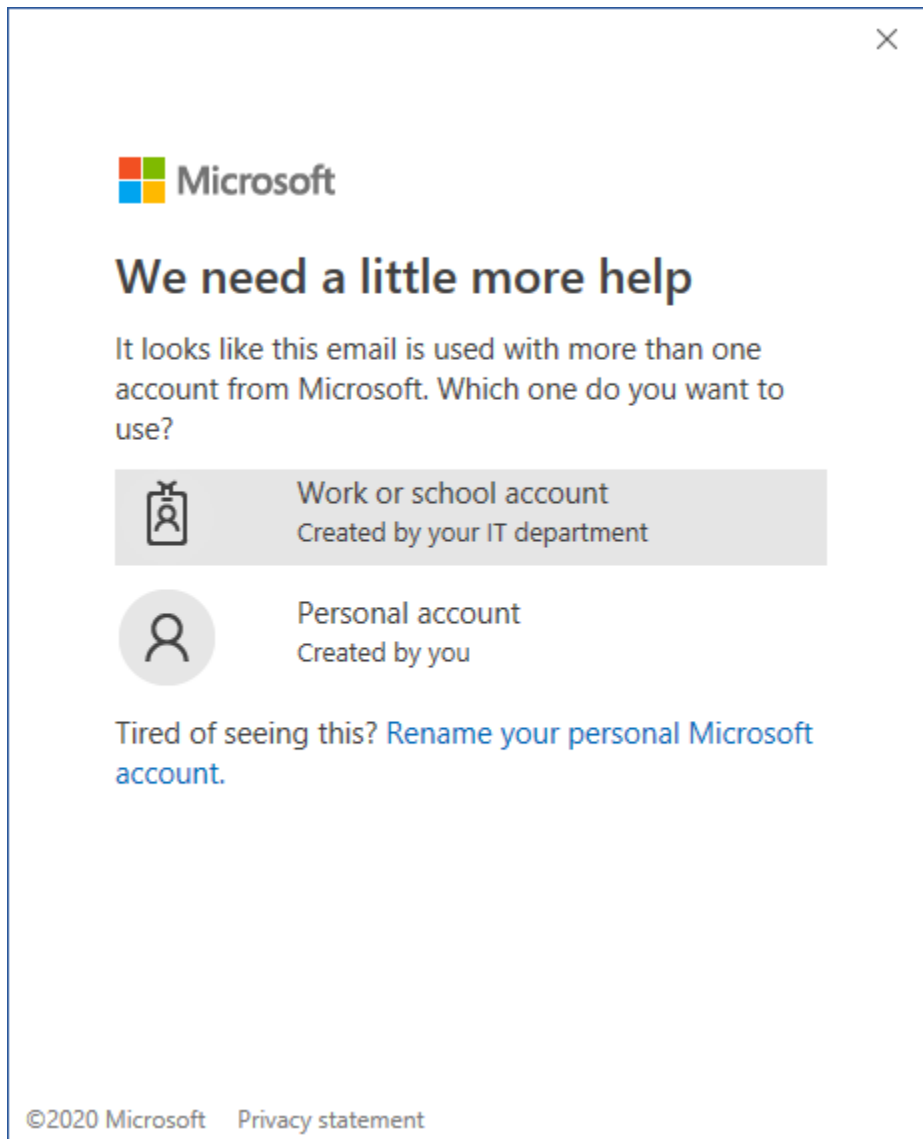 Microsoft
We need a little more help
It looks like this email is used with more than one
account from Microsoft. Which one do you want to
use?
Work or school account
Created by your IT department
Personal account
Created by you
Tired of seeing this? Rename your personal Microsoft
account.
©2020 Microsoft Privacy statement